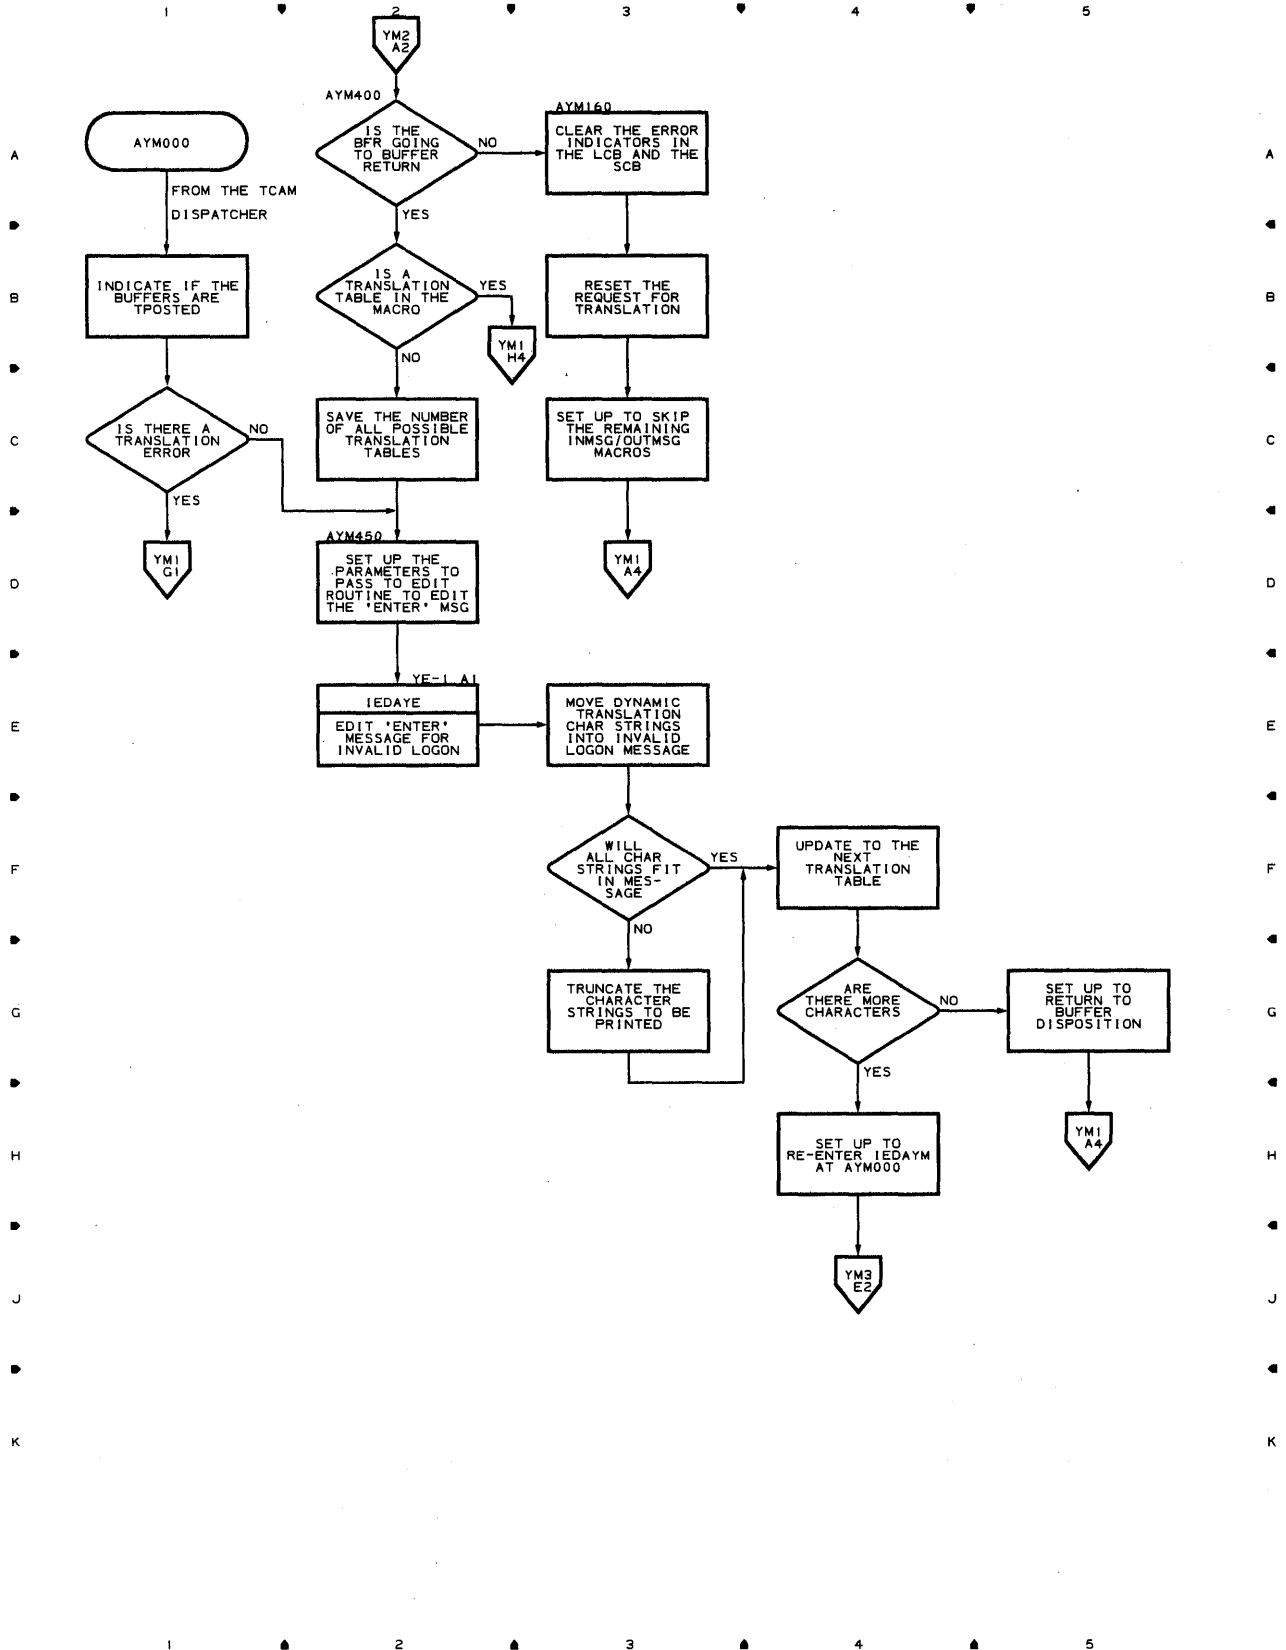 1 2 3 4 5
YM2
A2
AYM400
IS THE
BFR GOING
TO BUFFER
RETURN
NO
YES
AYM160
CLEAR THE ERROR
INDICATORS IN
THE LCB AND THE
SCB
A A
AYM000
FROM THE TCAM
DISPATCHER
B B
INDICATE IF THE
BUFFERS ARE
TPOSTED
IS A
TRANSLATION
TABLE IN THE
MACRO
YES
NO
YM1
H4
RESET THE
REQUEST FOR
TRANSLATION
C C
IS THERE A
TRANSLATION
ERROR
NO
YES
SAVE THE NUMBER
OF ALL POSSIBLE
TRANSLATION
TABLES
SET UP TO SKIP
THE REMAINING
INMSG/OUTMSG
MACROS
D D
YM1
G1
AYM450
SET UP THE
PARAMETERS TO
PASS TO EDIT
ROUTINE TO EDIT
THE 'ENTER' MSG
YM1
A4
E E
YE-1 A1
IEDAYE
EDIT 'ENTER'
MESSAGE FOR
INVALID LOGON
MOVE DYNAMIC
TRANSLATION
CHAR STRINGS
INTO INVALID
LOGON MESSAGE
F F
WILL
ALL CHAR
STRINGS FIT
IN MES-
SAGE
YES
NO
UPDATE TO THE
NEXT
TRANSLATION
TABLE
G G
TRUNCATE THE
CHARACTER
STRINGS TO BE
PRINTED
ARE
THERE MORE
CHARACTERS
NO
YES
SET UP TO
RETURN TO
BUFFER
DISPOSITION
H H
SET UP TO
RE-ENTER IEDAYM
AT AYM000
YM1
A4
J J
YM3
E2
K K
1 2 3 4 5